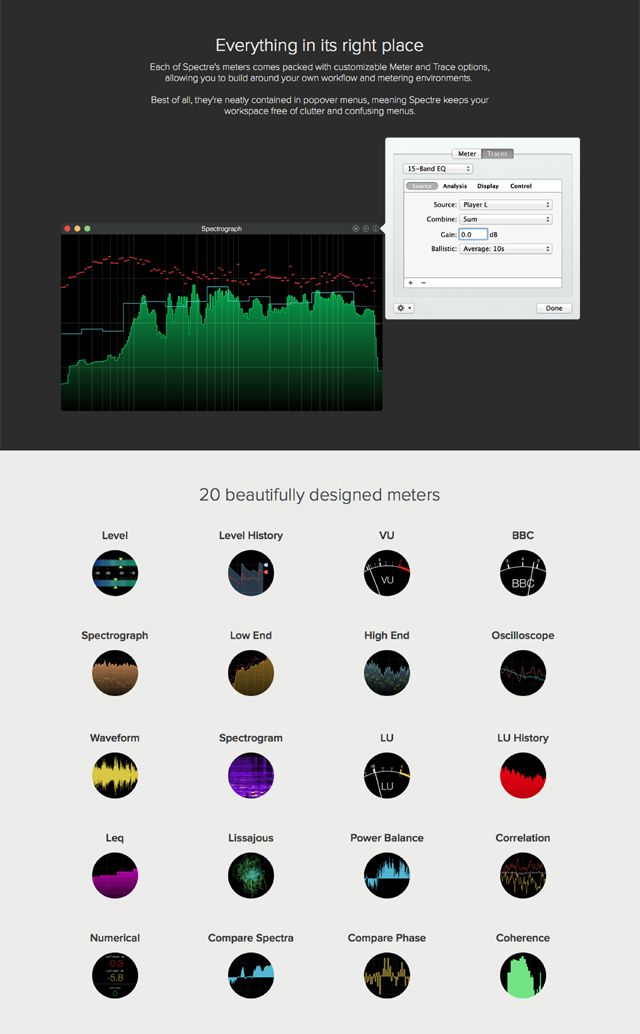 Everything in its right place
Each of Spectre's meters comes packed with customizable Meter and Trace options,
allowing you to build around your own workflow and metering environments.
Best of all, they're neatly contained in popover menus, meaning Spectre keeps your
workspace free of clutter and confusing menus.
Meter Traces
15-Band EQ
Source Analysis Display Control
Source: Player L
Combine: Sum
Gain: 0.0 dB
Ballistic: Average: 10s
+ −
Done
Spectrograph
20 beautifully designed meters
Level Level History VU BBC
VU BBC
Spectrograph Low End High End Oscilloscope
Waveform Spectrogram LU LU History
LU
Leq Lissajous Power Balance Correlation
Numerical Compare Spectra Compare Phase Coherence
-0.3
-5.8
0